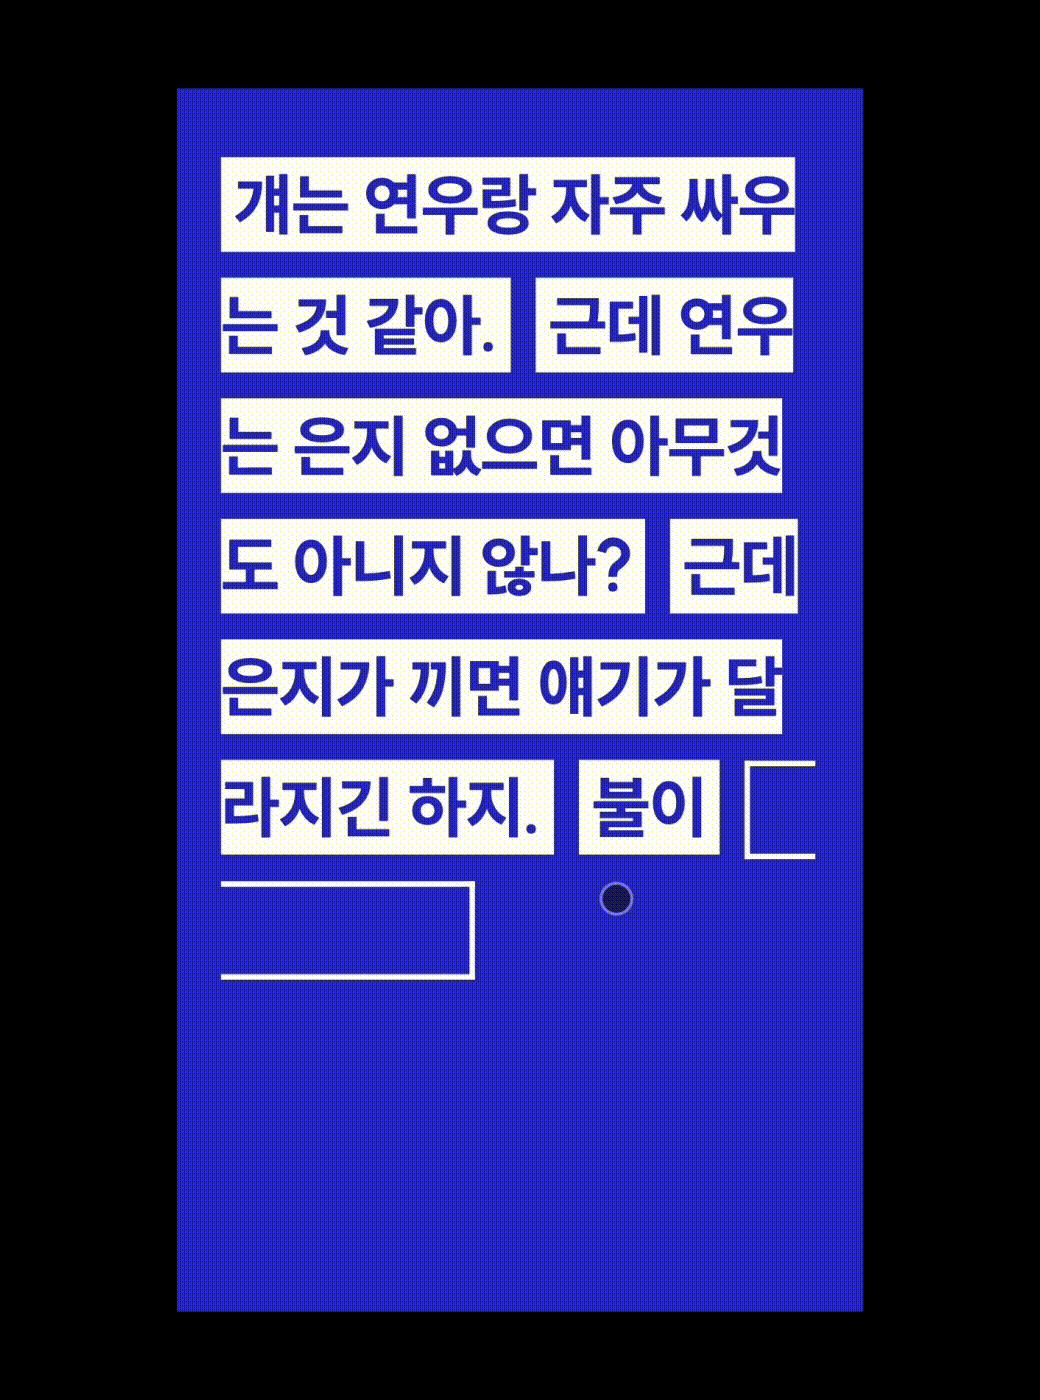 걔는 연우랑 자주 싸우
는 것 같아. 근데 연우
는 은지 없으면 아무것
도 아니지 않나? 근데
은지가 끼면 얘기가 달
라지긴 하지. 불이